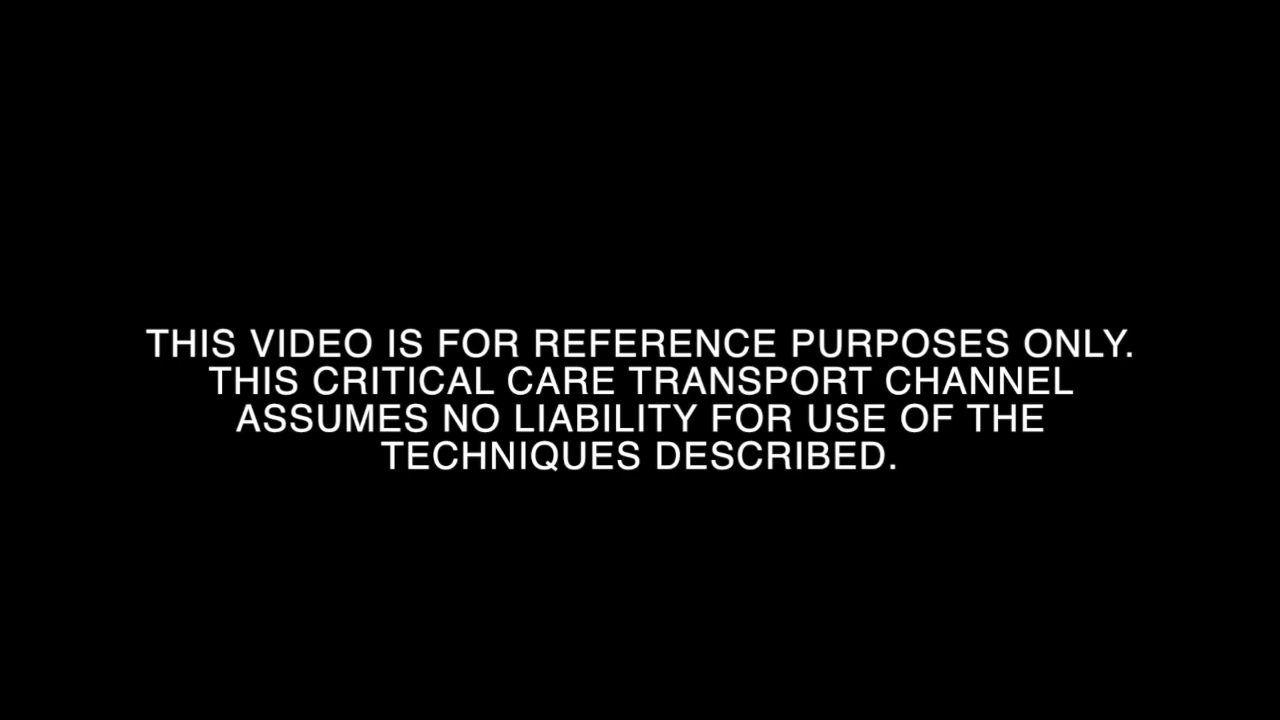 THIS VIDEO IS FOR REFERENCE PURPOSES ONLY.
THIS CRITICAL CARE TRANSPORT CHANNEL
ASSUMES NO LIABILITY FOR USE OF THE
TECHNIQUES DESCRIBED.